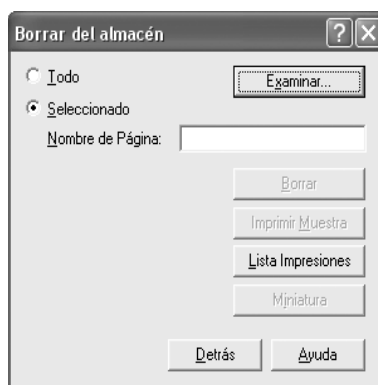 Borrar del almacén
Todo
Examinar...
Seleccionado
Nombre de Página:
Borrar
Imprimir Muestra
Lista Impresiones
Miniatura
Detrás
Ayuda